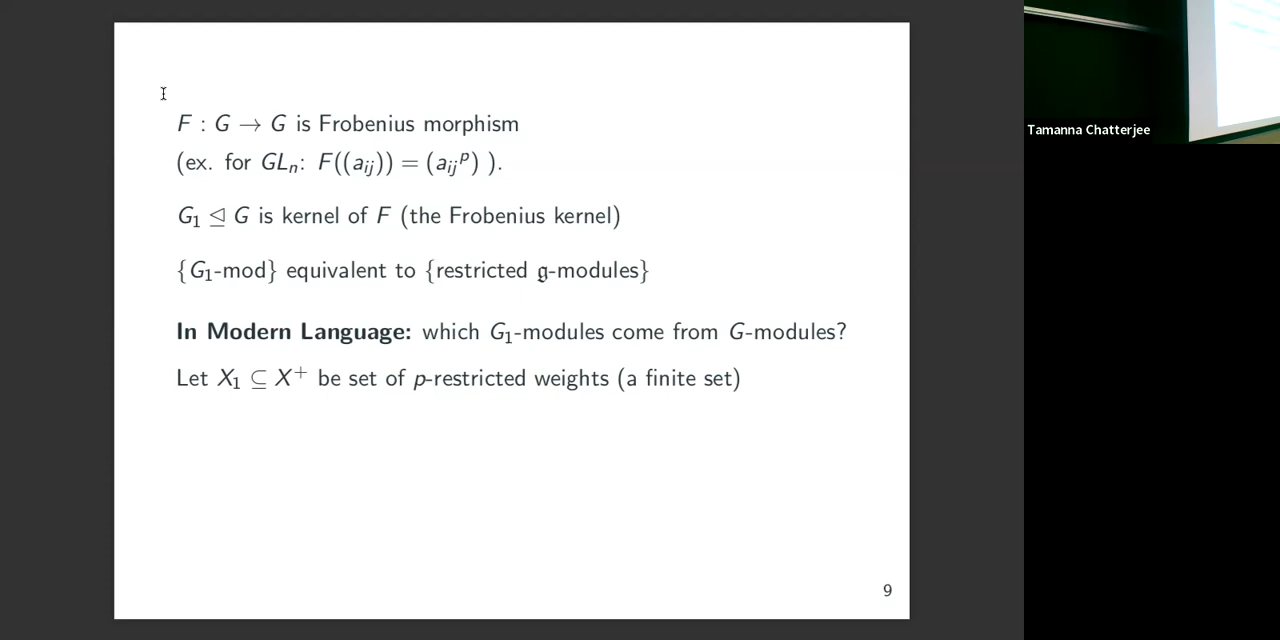 F : G → G is Frobenius morphism
(ex. for GLₙ: F((aᵢⱼ)) = (aᵢⱼᵖ) ).
G₁ ⊴ G is kernel of F (the Frobenius kernel)
{G₁-mod} equivalent to {restricted 𝔤-modules}
In Modern Language: which G₁-modules come from G-modules?
Let X₁ ⊆ X⁺ be set of p-restricted weights (a finite set)
9
Tamanna Chatterjee